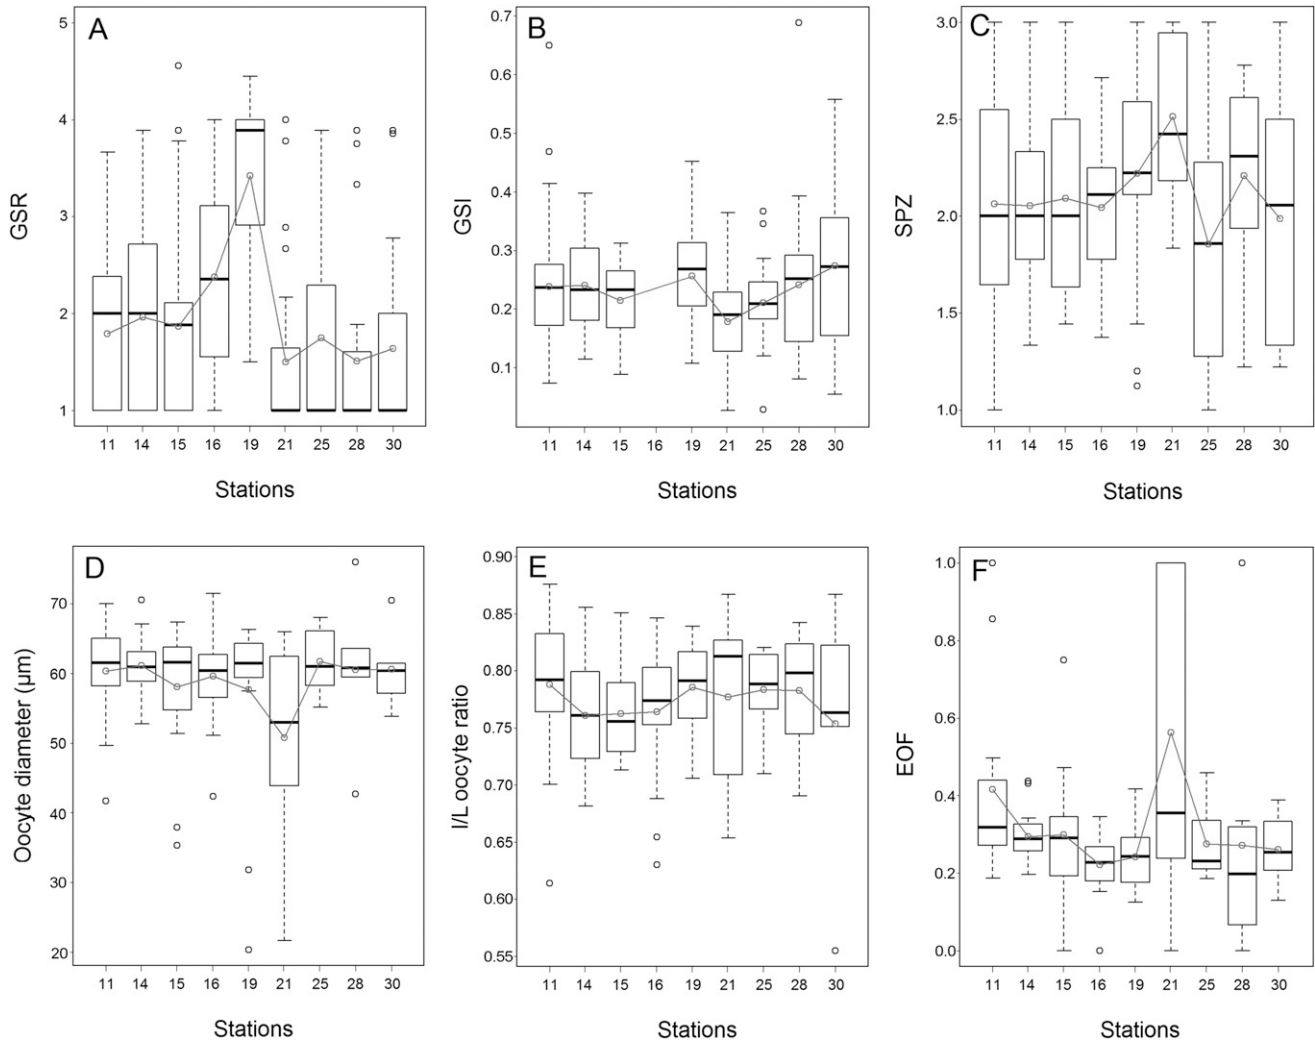 A
GSR
5
4
3
2
1
11 14 15 16 19 21 25 28 30
Stations
B
GSI
0.7
0.6
0.5
0.4
0.3
0.2
0.1
11 14 15 16 19 21 25 28 30
Stations
C
SPZ
3.0
2.5
2.0
1.5
1.0
11 14 15 16 19 21 25 28 30
Stations
D
Oocyte diameter (µm)
70
60
50
40
30
20
11 14 15 16 19 21 25 28 30
Stations
E
I/L oocyte ratio
0.90
0.85
0.80
0.75
0.70
0.65
0.60
0.55
11 14 15 16 19 21 25 28 30
Stations
F
EOF
1.0
0.8
0.6
0.4
0.2
0.0
11 14 15 16 19 21 25 28 30
Stations